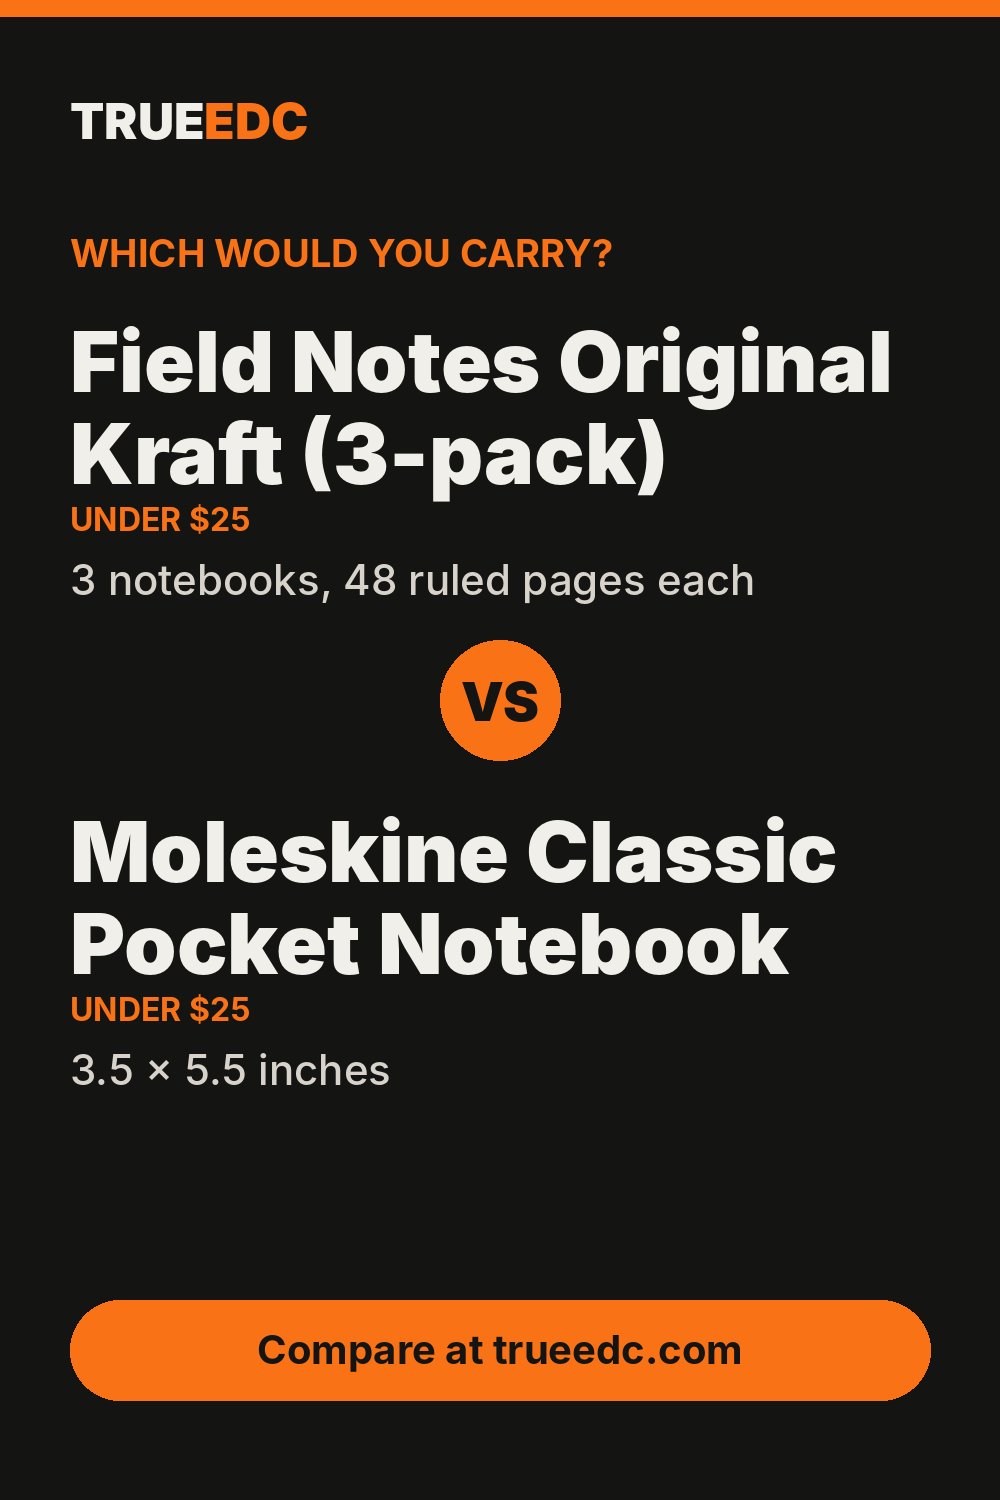 TRUEEDC
WHICH WOULD YOU CARRY?
Field Notes Original
Kraft (3-pack)
UNDER $25
3 notebooks, 48 ruled pages each
VS
Moleskine Classic
Pocket Notebook
UNDER $25
3.5 × 5.5 inches
Compare at trueedc.com